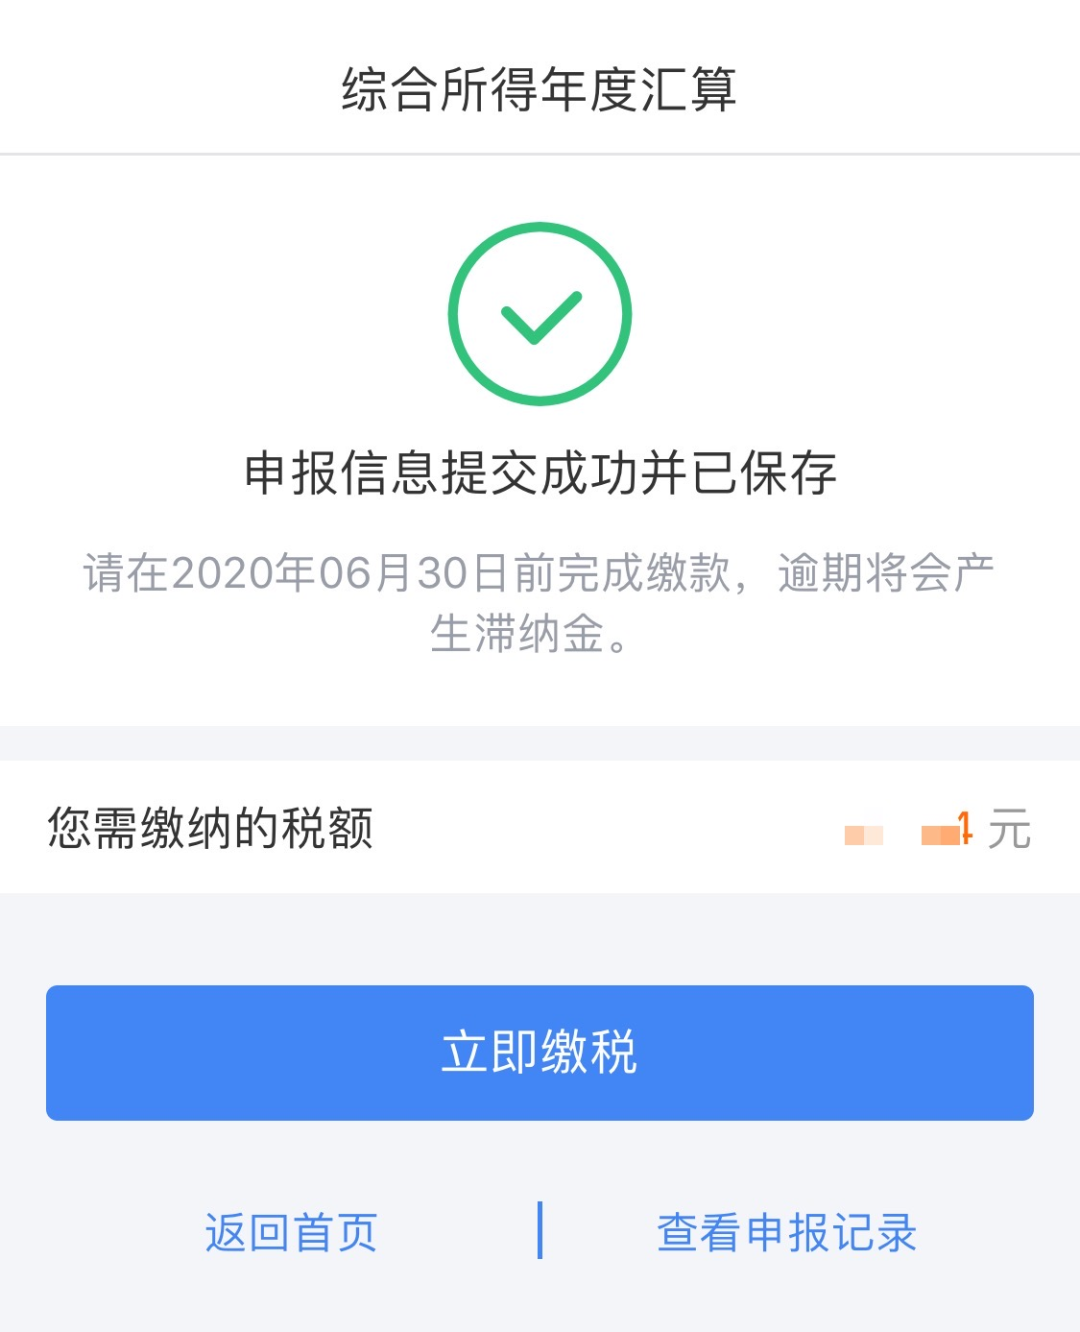 综合所得年度汇算
申报信息提交成功并已保存
请在2020年06月30日前完成缴款，逾期将会产
生滞纳金。
您需缴纳的税额
元
立即缴税
返回首页
查看申报记录